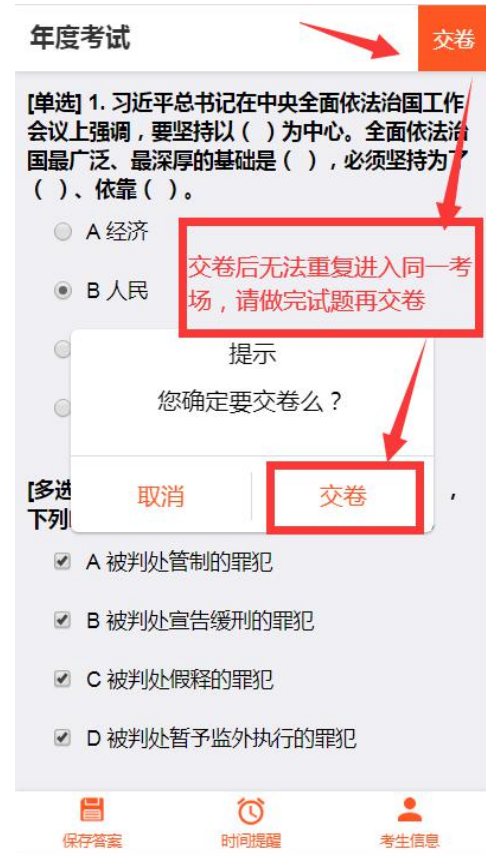 年度考试
交卷
[单选] 1. 习近平总书记在中央全面依法治国工作
会议上强调，要坚持以（ ）为中心。全面依法治
国最广泛、最深厚的基础是（ ），必须坚持为了
（ ）、依靠（ ）。
A 经济
B 人民
交卷后无法重复进入同一考
场，请做完试题再交卷
提示
您确定要交卷么？
取消
交卷
[多选
，
下列
A 被判处管制的罪犯
B 被判处宣告缓刑的罪犯
C 被判处假释的罪犯
D 被判处暂予监外执行的罪犯
保存答案
时间提醒
考生信息